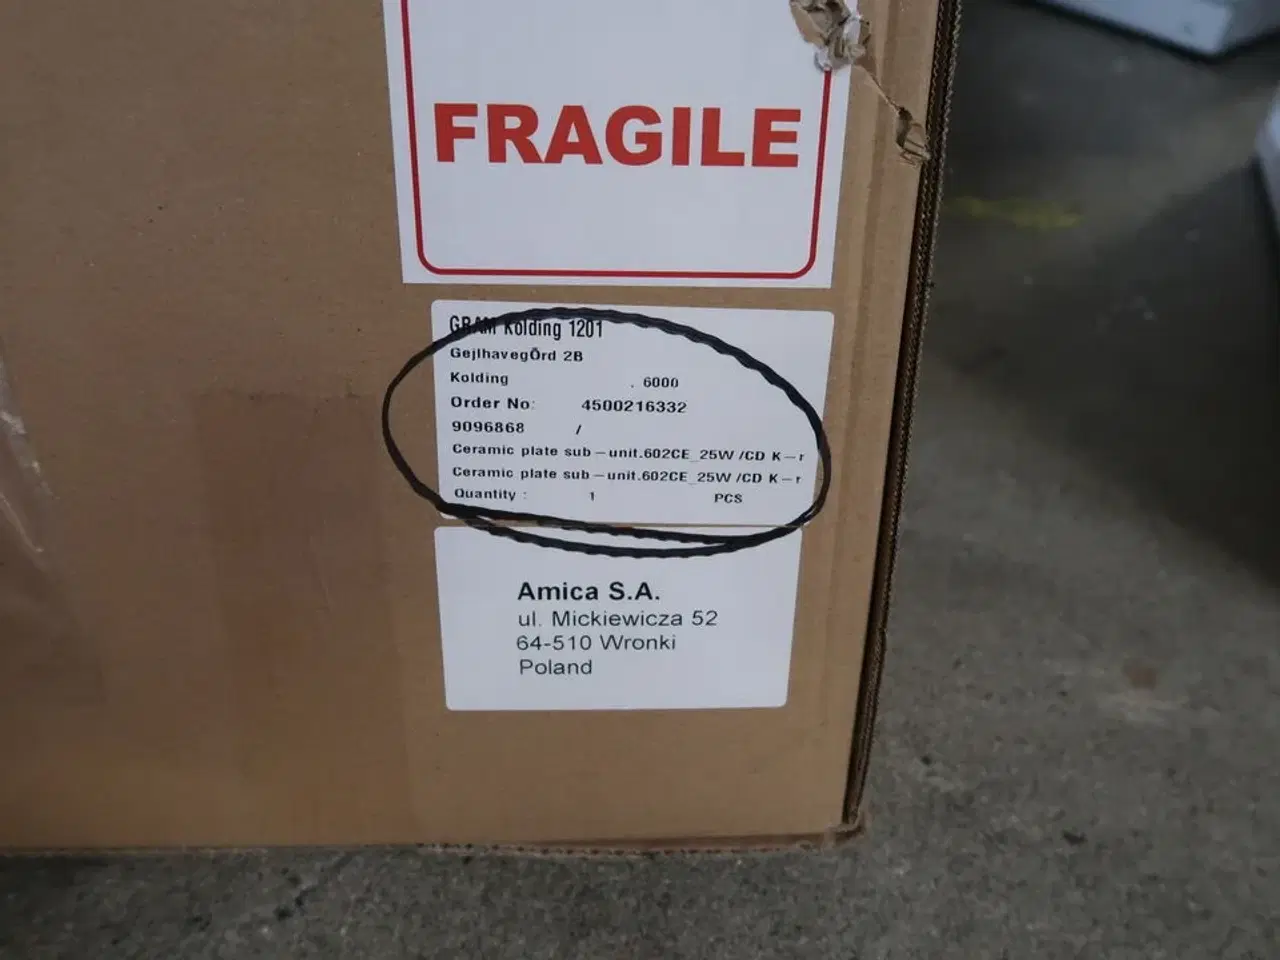 FRAGILE
GRAM Kolding 1201
GejlhavegÕrd 2B
Kolding . 6000
Order No: 4500216332
9096868 /
Ceramic plate sub-unit.602CE_25W /CD K-r
Ceramic plate sub-unit.602CE_25W /CD K-r
Quantity : 1 PCS
Amica S.A.
ul. Mickiewicza 52
64-510 Wronki
Poland